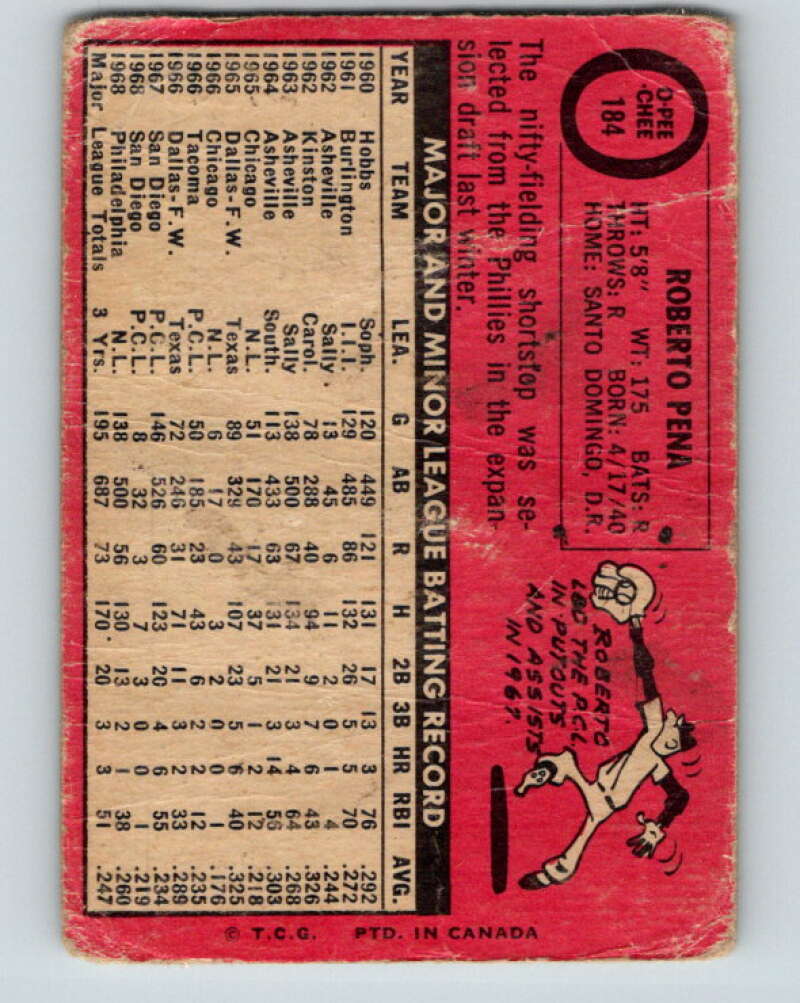 O-PEE
-CHEE
184
ROBERTO PENA
HT: 5'8" WT: 175 BATS: R
THROWS: R BORN: 4/17/40
HOME: SANTO DOMINGO, D.R.
The nifty-fielding shortstop was se-
lected from the Phillies in the expan-
sion draft last winter.
ROBERTO
LED THE P.C.L.
IN PUTOUTS
AND ASSISTS
IN 1967.
MAJOR AND MINOR LEAGUE BATTING RECORD
YEAR TEAM LEA. G AB R H 2B 3B HR RBI AVG.
1960 Hobbs Soph. 120 449 121 131 17 13 3 76 .292
1961 Burlington I.I.I. 129 485 86 132 26 5 5 70 .272
1962 Asheville Sally 13 45 6 11 2 0 1 4 .244
1962 Kinston Carol. 78 288 40 94 9 7 6 43 .326
1963 Asheville Sally 138 500 67 134 21 3 4 64 .268
1964 Asheville South. 113 433 63 131 21 3 14 56 .303
1965 Chicago N.L. 51 170 17 37 5 1 2 12 .218
1965 Dallas-F.W. Texas 89 329 43 107 23 5 6 40 .325
1966 Chicago N.L. 6 17 0 3 2 0 0 1 .176
1966 Tacoma P.C.L. 50 185 23 43 6 2 2 12 .235
1966 Dallas-F.W. Texas 72 246 31 71 11 3 2 33 .289
1967 San Diego P.C.L. 146 526 60 123 20 4 6 55 .234
1968 San Diego P.C.L. 8 32 3 7 0 0 0 1 .219
1968 Philadelphia N.L. 138 500 56 130 13 2 1 38 .260
Major League Totals 3 Yrs. 195 687 73 170 20 3 3 51 .247
© T.C.G. PTD. IN CANADA